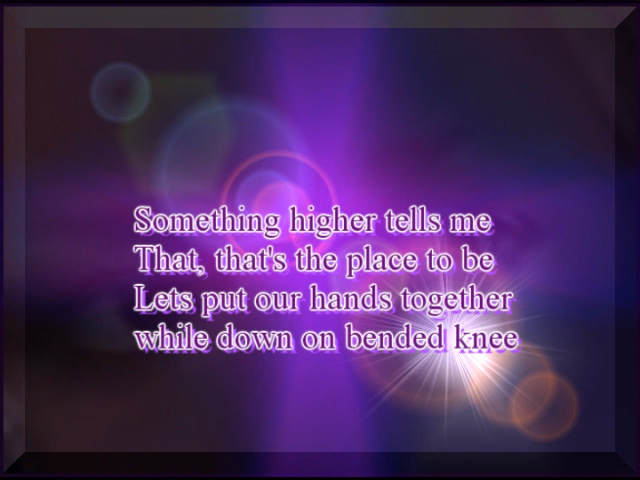 Something higher tells me
That, that's the place to be
Lets put our hands together
while down on bended knee